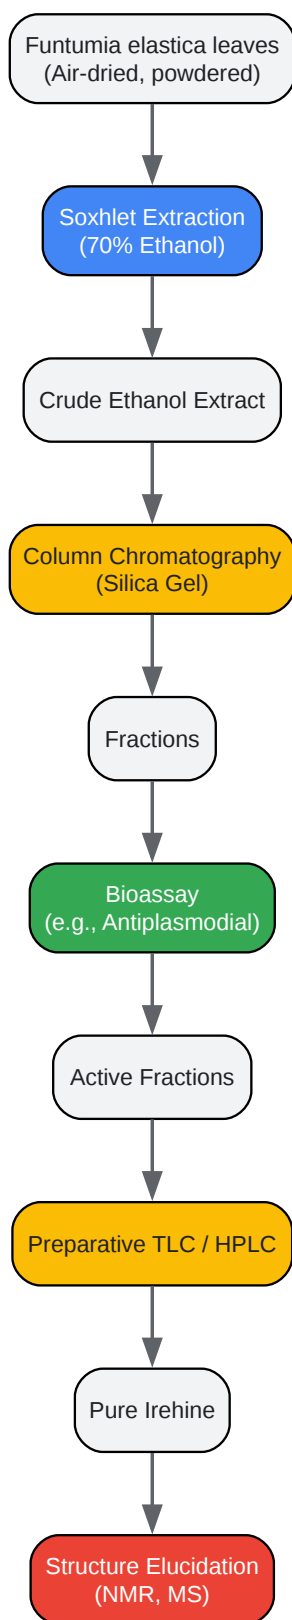 Funtumia elastica leaves
(Air-dried, powdered)
Soxhlet Extraction
(70% Ethanol)
Crude Ethanol Extract
Column Chromatography
(Silica Gel)
Fractions
Bioassay
(e.g., Antiplasmodial)
Active Fractions
Preparative TLC / HPLC
Pure Irehine
Structure Elucidation
(NMR, MS)